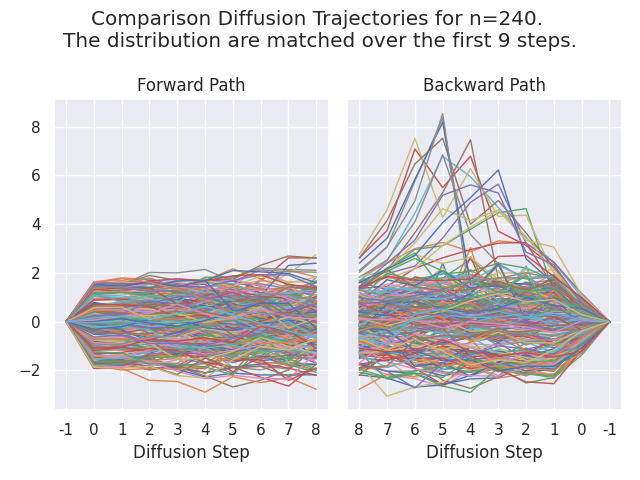 Comparison Diffusion Trajectories for n=240.
The distribution are matched over the first 9 steps.
Forward Path
Backward Path
8
6
4
2
0
−2
-1 0 1 2 3 4 5 6 7 8
8 7 6 5 4 3 2 1 0 -1
Diffusion Step
Diffusion Step